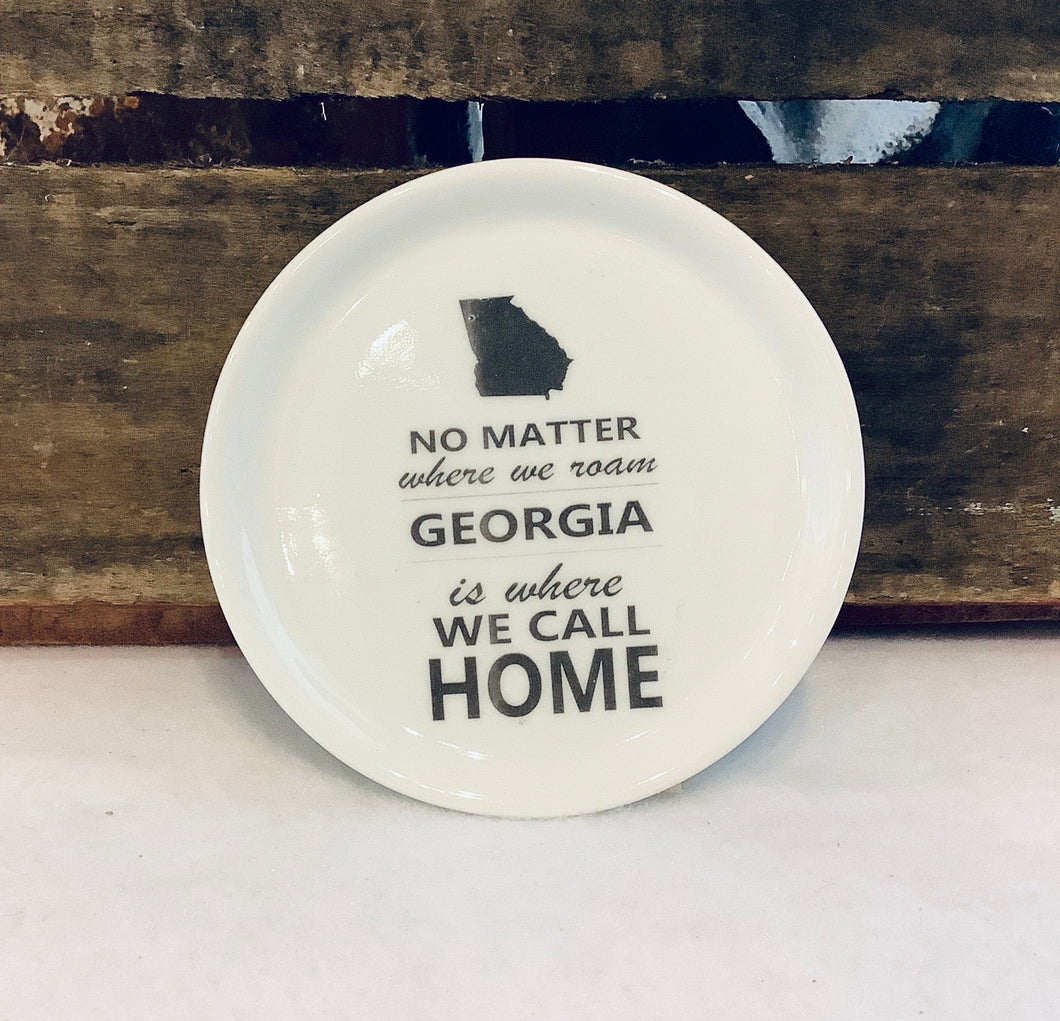 NO MATTER
where we roam
GEORGIA
is where
WE CALL
HOME